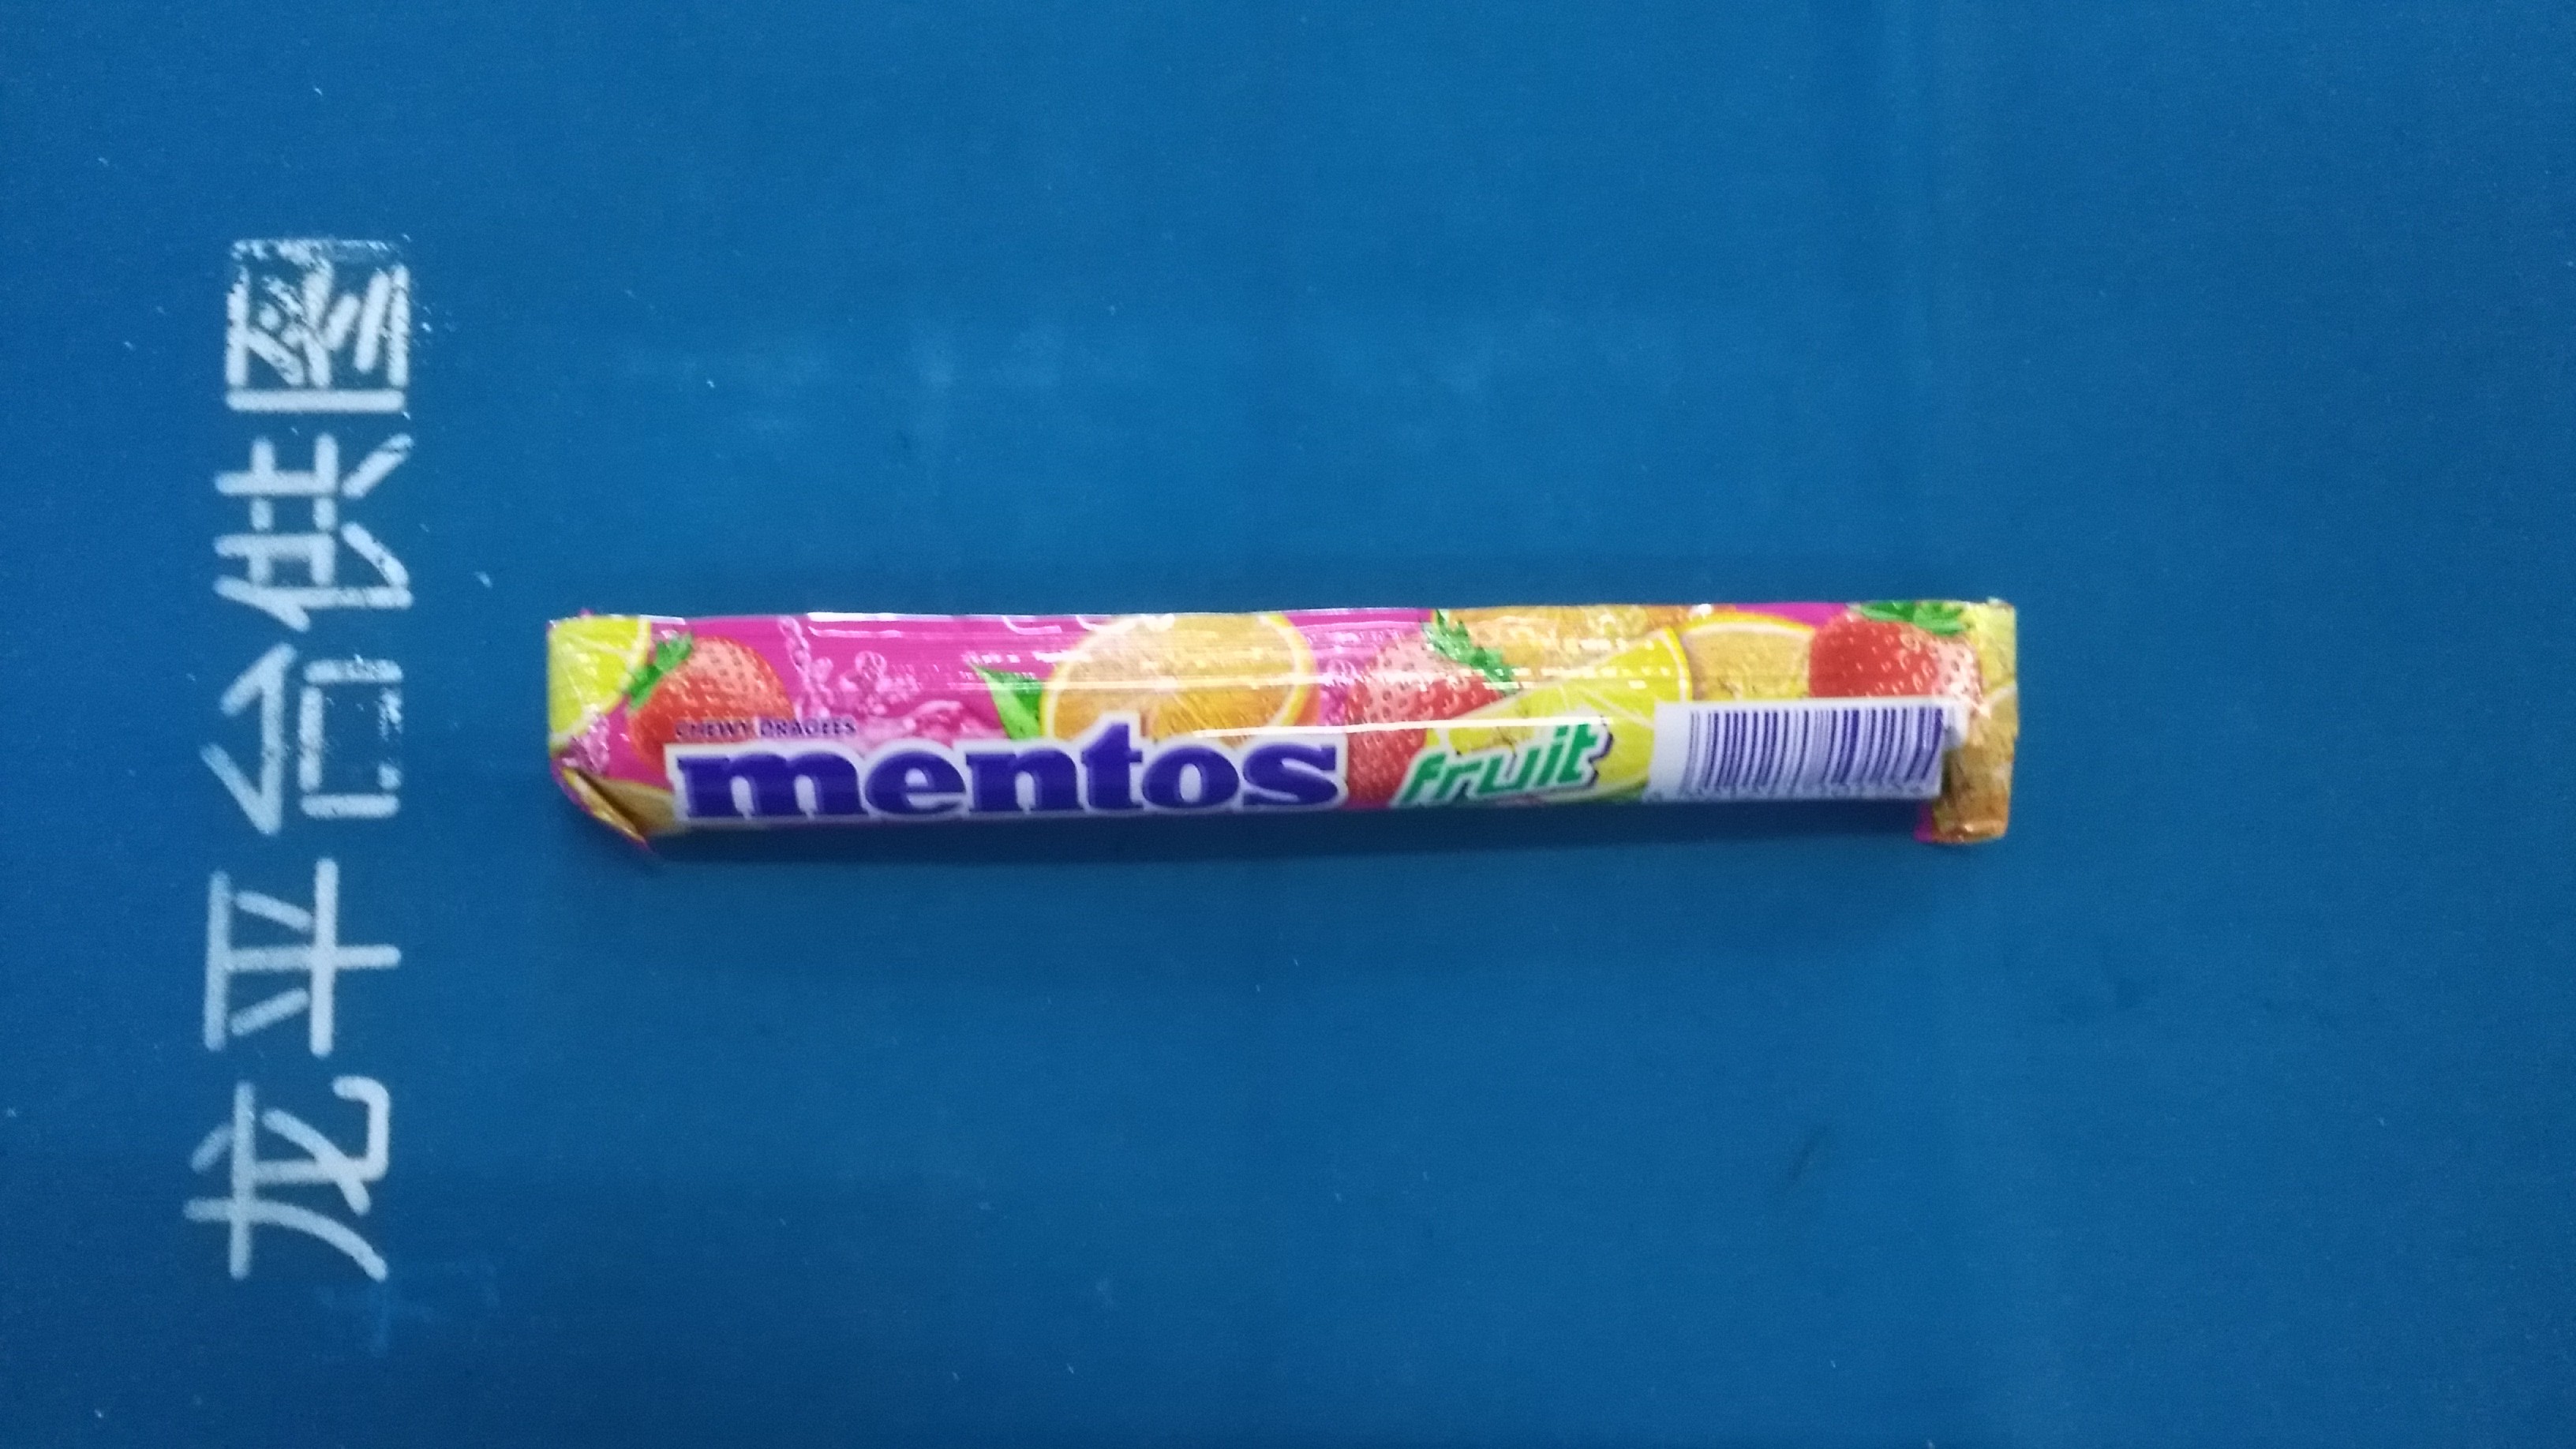 龙平台供图
CHEWY DRAGEES
mentos
fruit